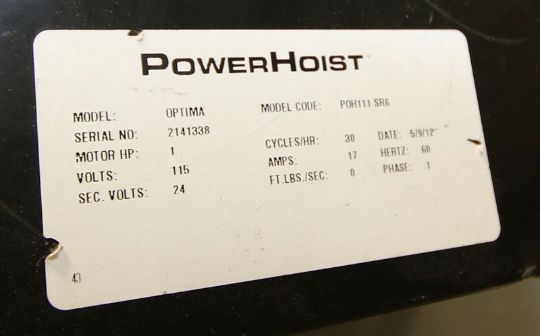 POWERHOIST
MODEL: OPTIMA MODEL CODE: POH111 SRG
SERIAL NO: 2141338
MOTOR HP: 1 CYCLES/HR: 30 DATE: 5/9/12
VOLTS: 115 AMPS: 17 HERTZ: 60
SEC. VOLTS: 24 FT.LBS./SEC: 0 PHASE: 1
43